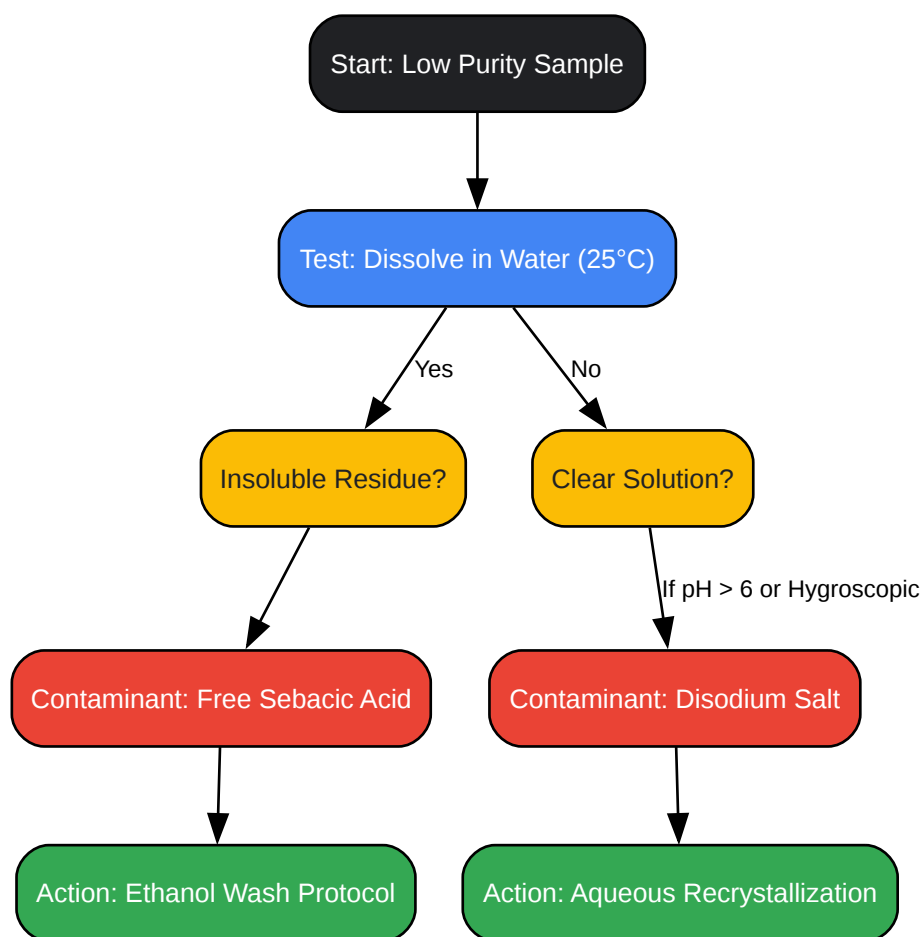 Start: Low Purity Sample
Test: Dissolve in Water (25°C)
Yes
No
Insoluble Residue?
Clear Solution?
If pH > 6 or Hygroscopic
Contaminant: Free Sebacic Acid
Contaminant: Disodium Salt
Action: Ethanol Wash Protocol
Action: Aqueous Recrystallization